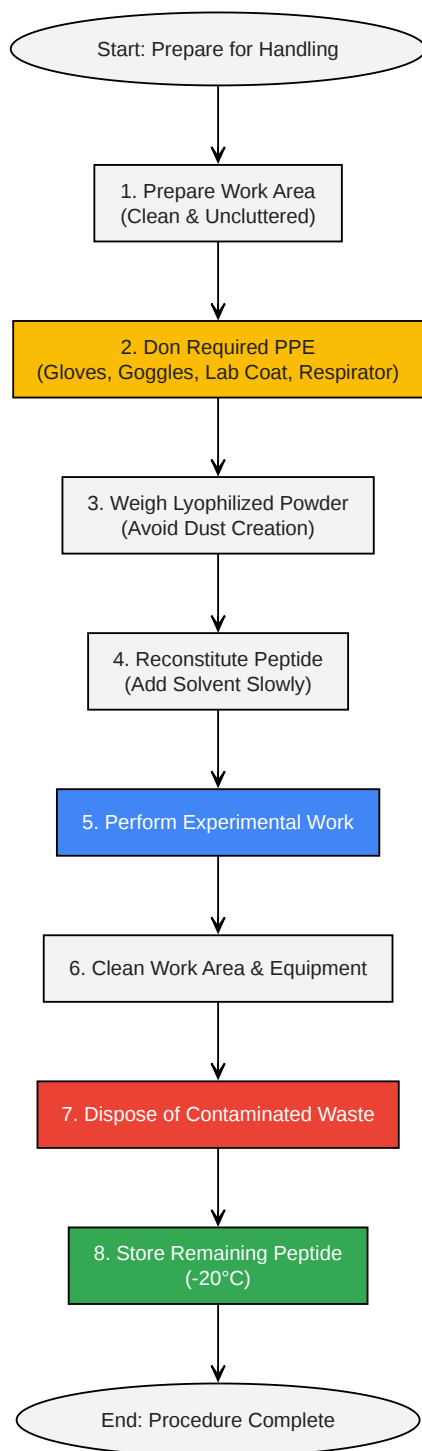 Start: Prepare for Handling
1. Prepare Work Area
(Clean & Uncluttered)
2. Don Required PPE
(Gloves, Goggles, Lab Coat, Respirator)
3. Weigh Lyophilized Powder
(Avoid Dust Creation)
4. Reconstitute Peptide
(Add Solvent Slowly)
5. Perform Experimental Work
6. Clean Work Area & Equipment
7. Dispose of Contaminated Waste
8. Store Remaining Peptide
(-20°C)
End: Procedure Complete